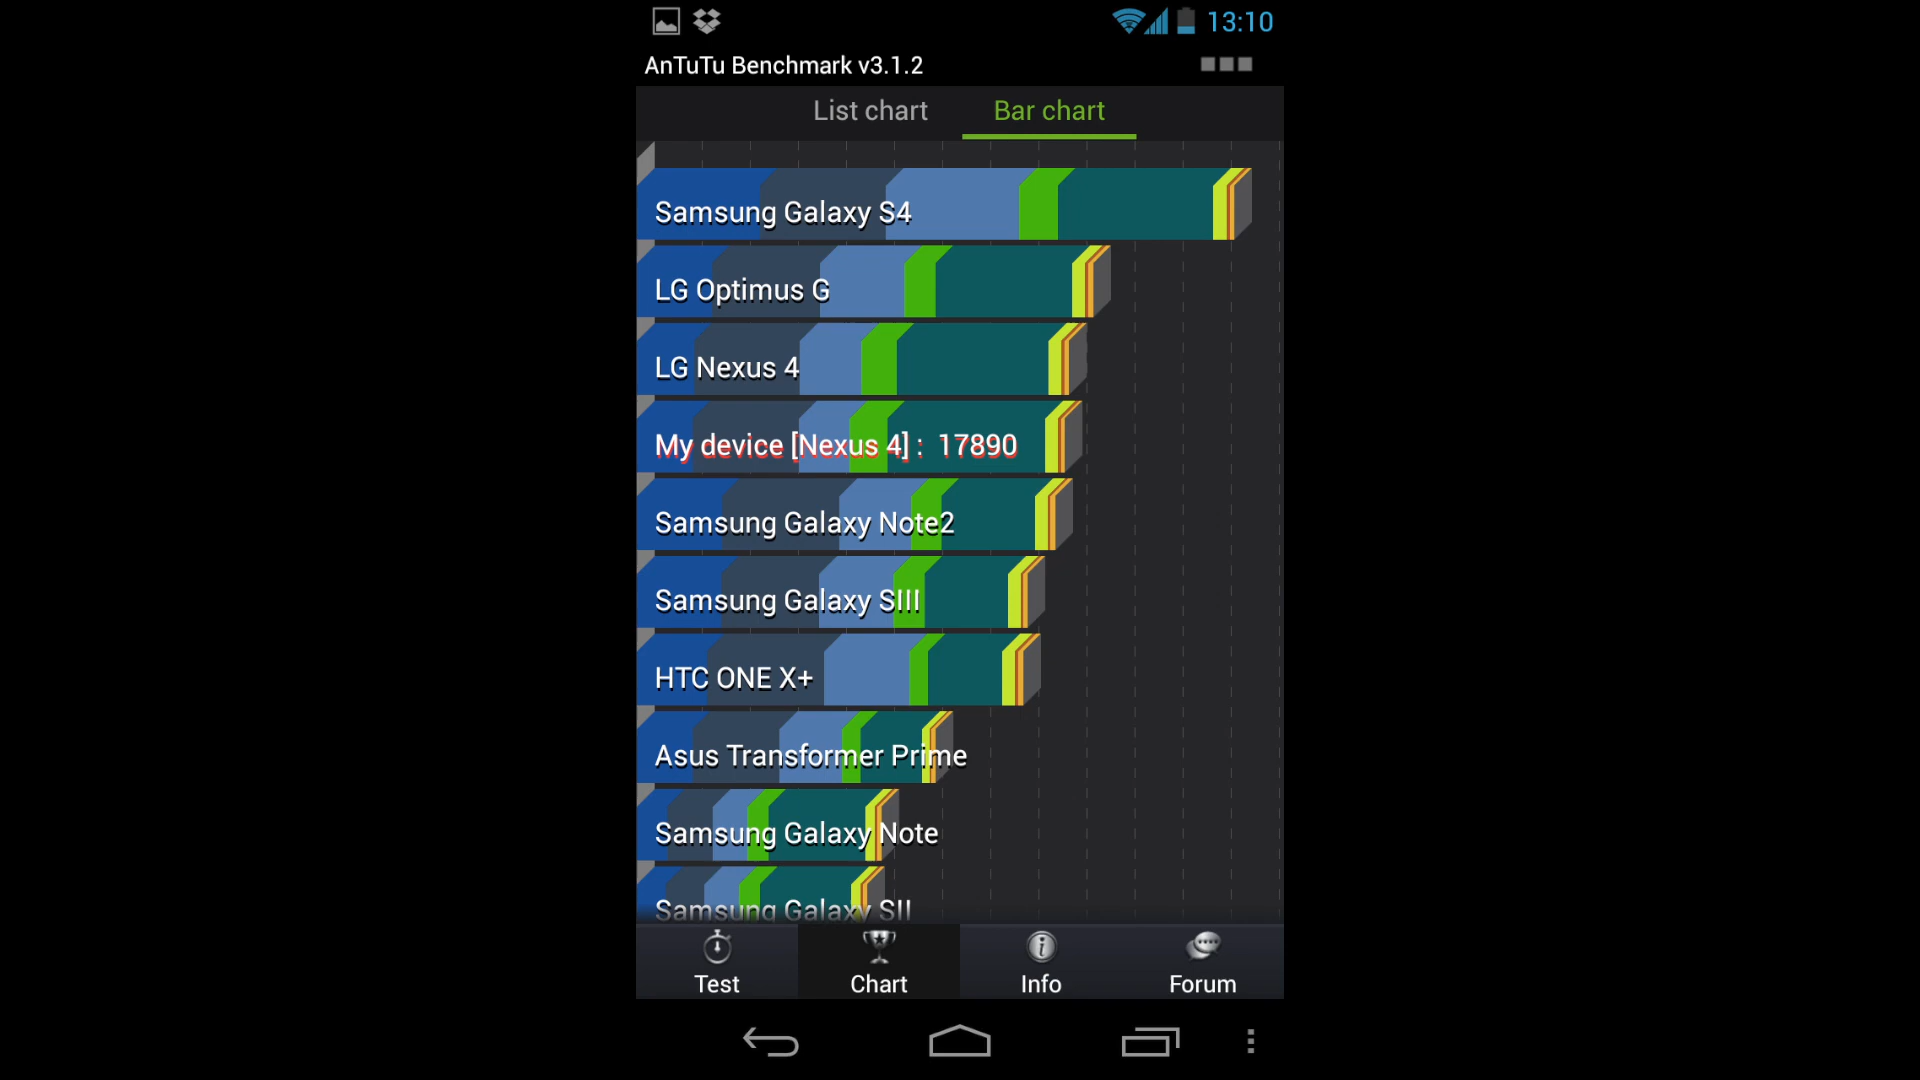 13:10
AnTuTu Benchmark v3.1.2
List chart Bar chart
Samsung Galaxy S4
LG Optimus G
LG Nexus 4
My device [Nexus 4] : 17890
Samsung Galaxy Note2
Samsung Galaxy SIII
HTC ONE X+
Asus Transformer Prime
Samsung Galaxy Note
Samsung Galaxy SII
Test Chart Info Forum